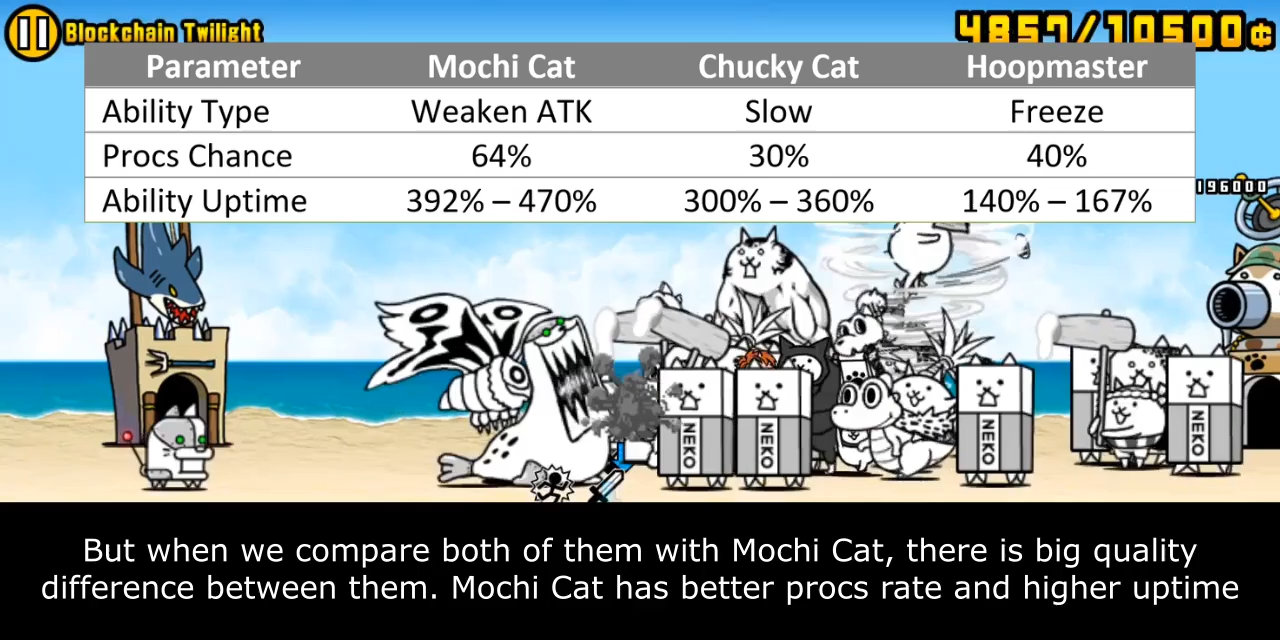 Blockchain Twilight 4857/10500¢
Parameter Mochi Cat Chucky Cat Hoopmaster
Ability Type Weaken ATK Slow Freeze
Procs Chance 64% 30% 40%
Ability Uptime 392% – 470% 300% – 360% 140% – 167%
196000
NEKO NEKO NEKO NEKO
But when we compare both of them with Mochi Cat, there is big quality
difference between them. Mochi Cat has better procs rate and higher uptime